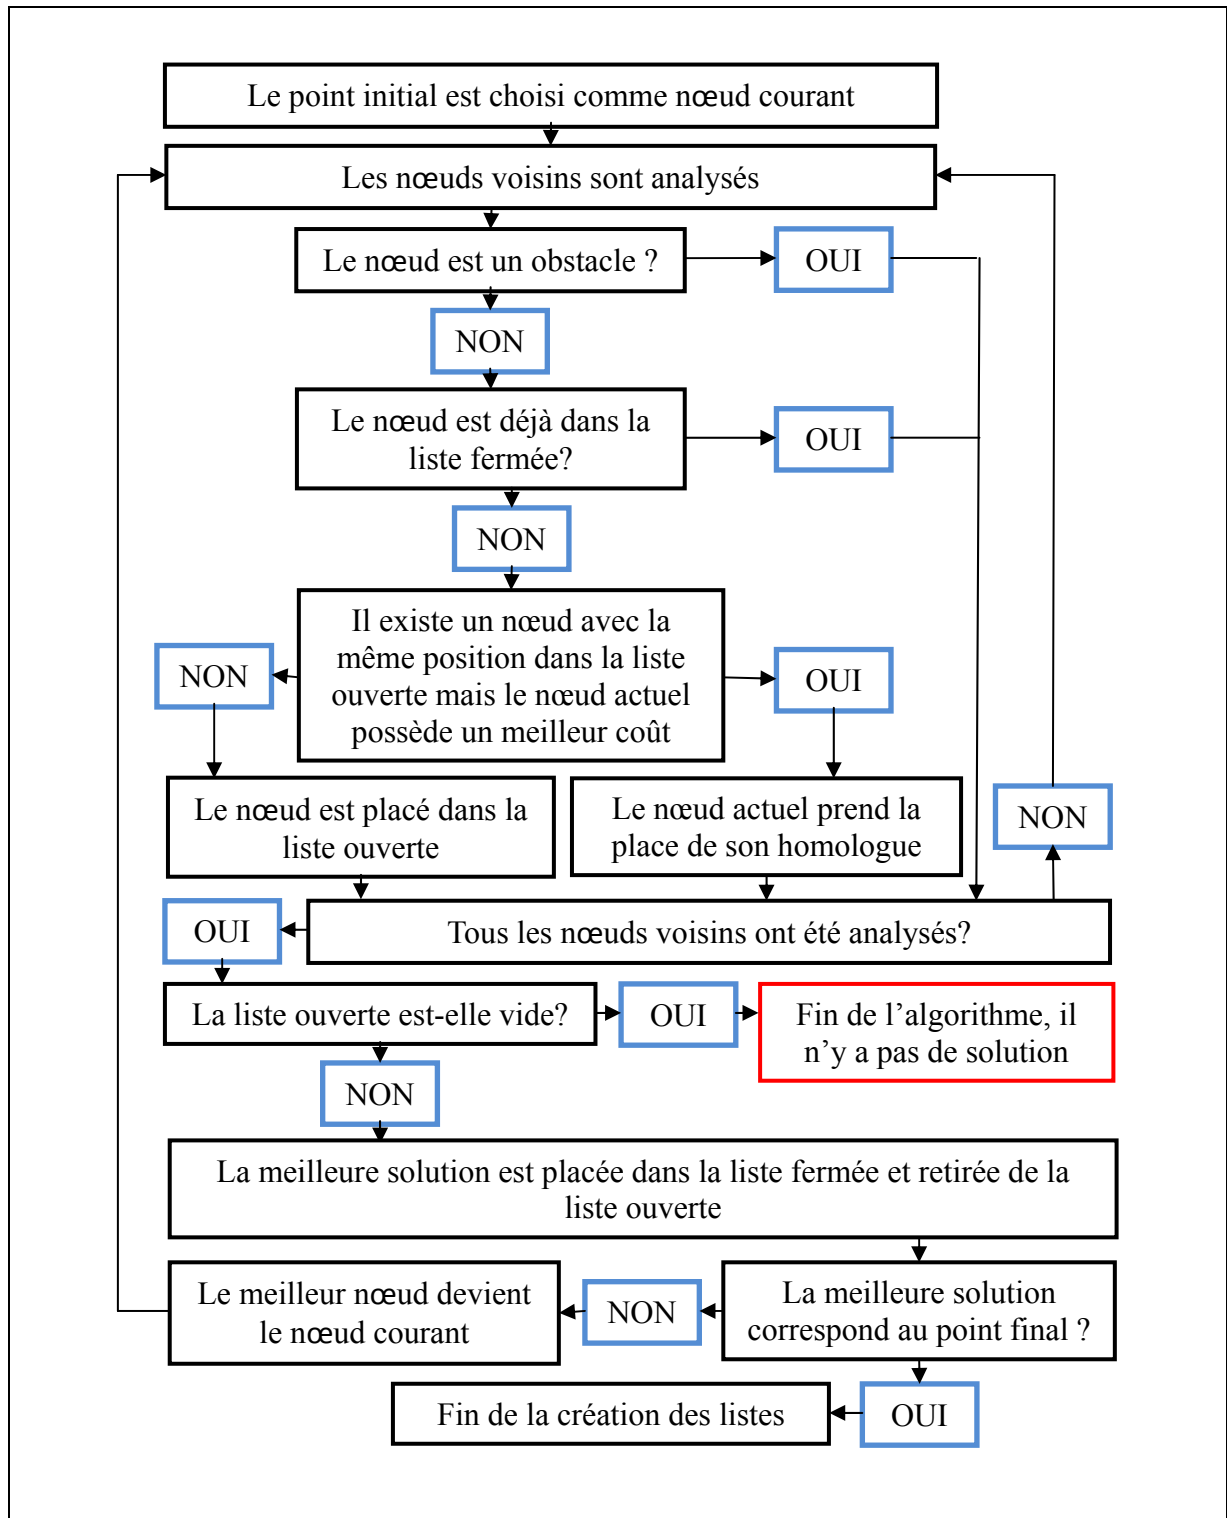 Le point initial est choisi comme nœud courant
Les nœuds voisins sont analysés
Le nœud est un obstacle ?
OUI
NON
Le nœud est déjà dans la
liste fermée?
OUI
NON
Il existe un nœud avec la
même position dans la liste
ouverte mais le nœud actuel
possède un meilleur coût
NON
OUI
Le nœud est placé dans la
liste ouverte
Le nœud actuel prend la
place de son homologue
NON
Tous les nœuds voisins ont été analysés?
OUI
La liste ouverte est-elle vide?
OUI
Fin de l’algorithme, il
n’y a pas de solution
NON
La meilleure solution est placée dans la liste fermée et retirée de la
liste ouverte
La meilleure solution
correspond au point final ?
NON
Le meilleur nœud devient
le nœud courant
OUI
Fin de la création des listes